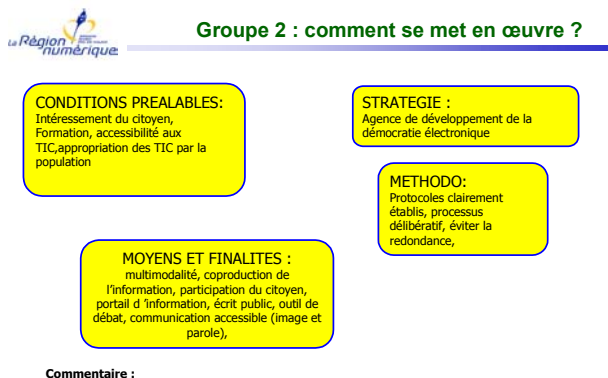 La Région
numérique
Groupe 2 : comment se met en œuvre ?
CONDITIONS PREALABLES:
Intéressement du citoyen,
Formation, accessibilité aux
TIC,appropriation des TIC par la
population
STRATEGIE :
Agence de développement de la
démocratie électronique
METHODO:
Protocoles clairement
établis, processus
délibératif, éviter la
redondance,
MOYENS ET FINALITES :
multimodalité, coproduction de
l'information, participation du citoyen,
portail d 'information, écrit public, outil de
débat, communication accessible (image et
parole),
Commentaire :